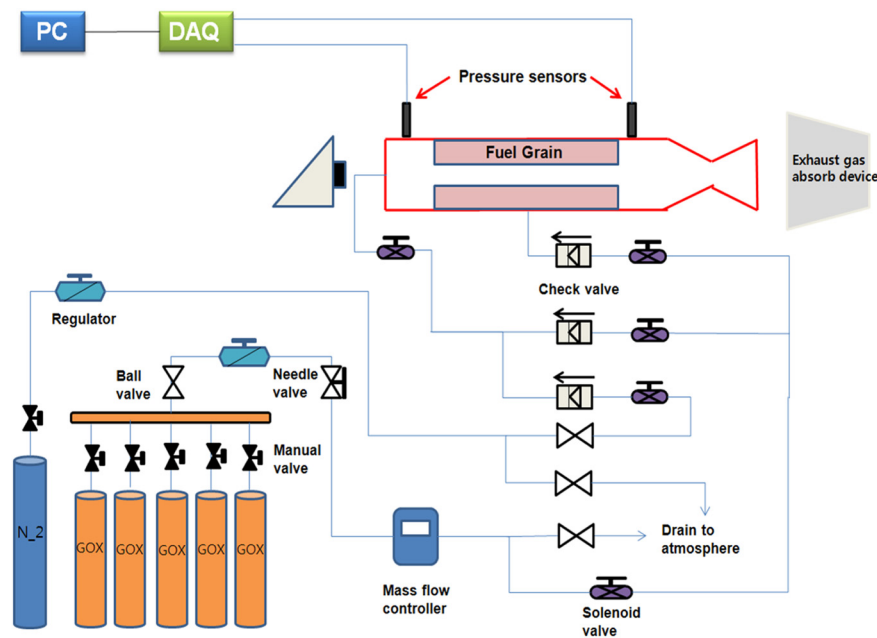 PC
DAQ
Pressure sensors
Fuel Grain
Exhaust gas
absorb device
Check valve
Regulator
Ball
valve
Needle
valve
Manual
valve
N_2
GOX
GOX
GOX
GOX
GOX
Mass flow
controller
Drain to
atmosphere
Solenoid
valve